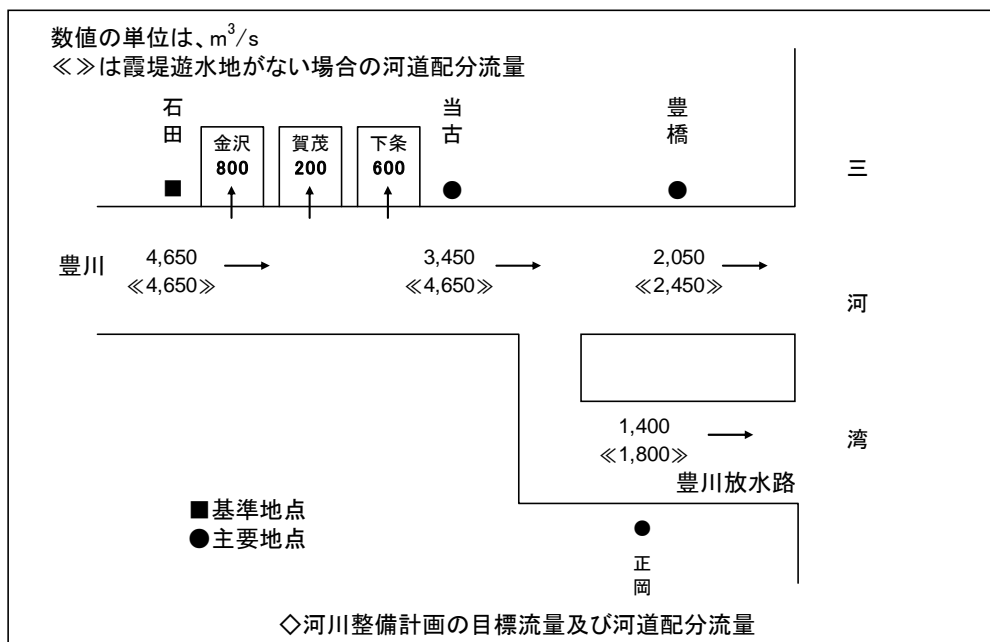 数値の単位は、m³/s
≪≫は霞堤遊水地がない場合の河道配分流量
石田
金沢
800
賀茂
200
下条
600
当古
豊橋
三河湾
豊川
4,650
≪4,650≫
3,450
≪4,650≫
2,050
≪2,450≫
1,400
≪1,800≫
豊川放水路
■基準地点
●主要地点
正岡
◇河川整備計画の目標流量及び河道配分流量